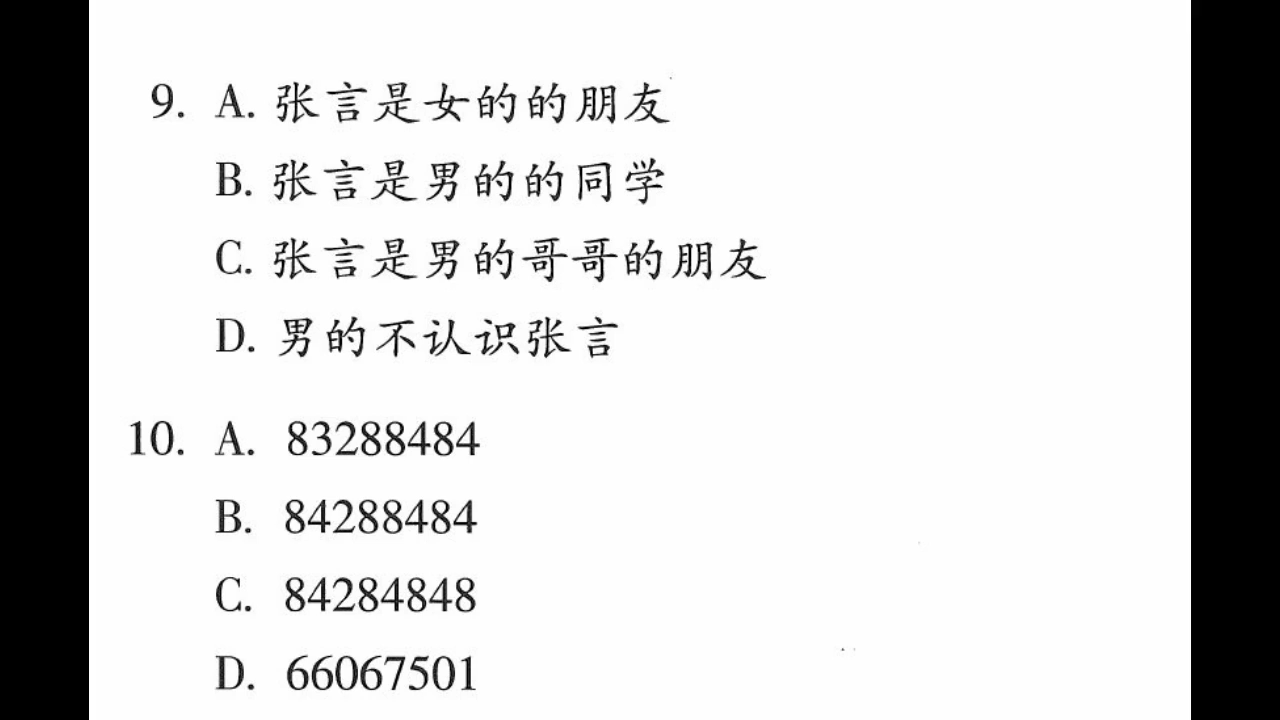 9. A. 张言是女的的朋友
B. 张言是男的的同学
C. 张言是男的哥哥的朋友
D. 男的不认识张言
10. A. 83288484
B. 84288484
C. 84284848
D. 66067501